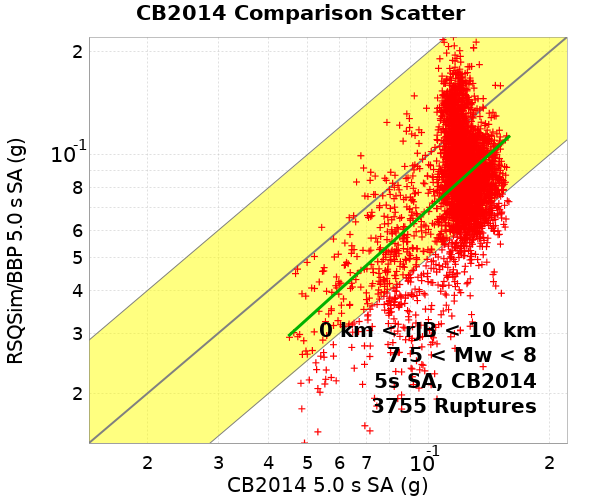 CB2014 Comparison Scatter
RSQSim/BBP 5.0 s SA (g)
2
10-1
8
6
5
4
3
2
0 km < rJB < 10 km
7.5 < Mw < 8
5s SA, CB2014
3755 Ruptures
2 3 4 5 6 7 10-1 2
CB2014 5.0 s SA (g)